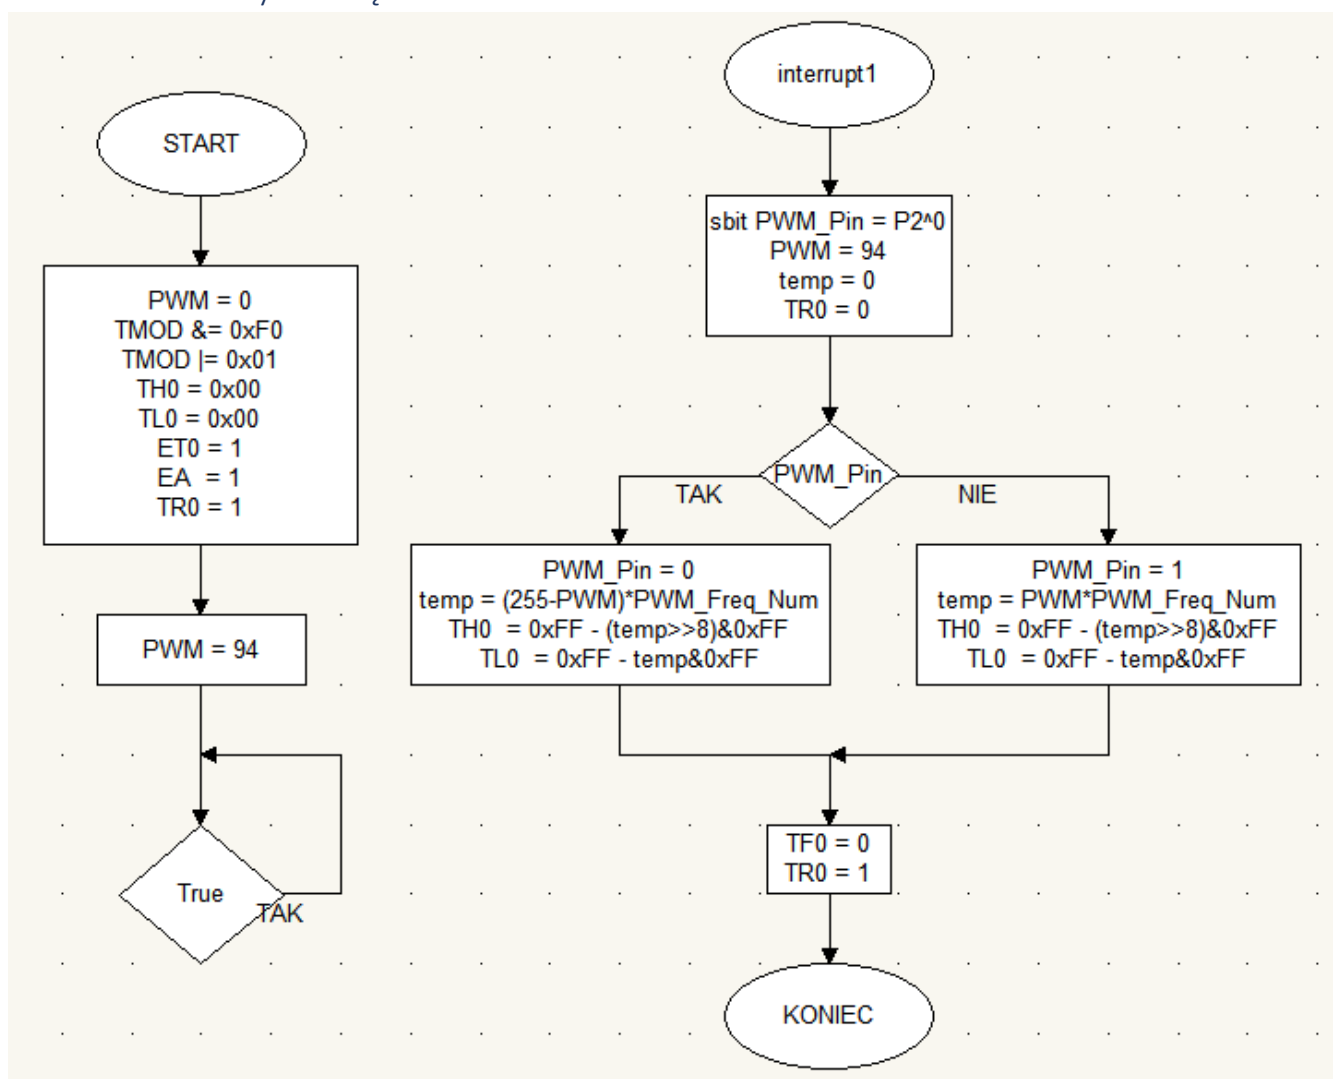 START
PWM = 0
TMOD &= 0xF0
TMOD |= 0x01
TH0 = 0x00
TL0 = 0x00
ET0 = 1
EA  = 1
TR0 = 1
PWM = 94
True
TAK
interrupt1
sbit PWM_Pin = P2^0
PWM = 94
temp = 0
TR0 = 0
PWM_Pin
TAK
NIE
PWM_Pin = 0
temp = (255-PWM)*PWM_Freq_Num
TH0  = 0xFF - (temp>>8)&0xFF
TL0  = 0xFF - temp&0xFF
PWM_Pin = 1
temp = PWM*PWM_Freq_Num
TH0  = 0xFF - (temp>>8)&0xFF
TL0  = 0xFF - temp&0xFF
TF0 = 0
TR0 = 1
KONIEC